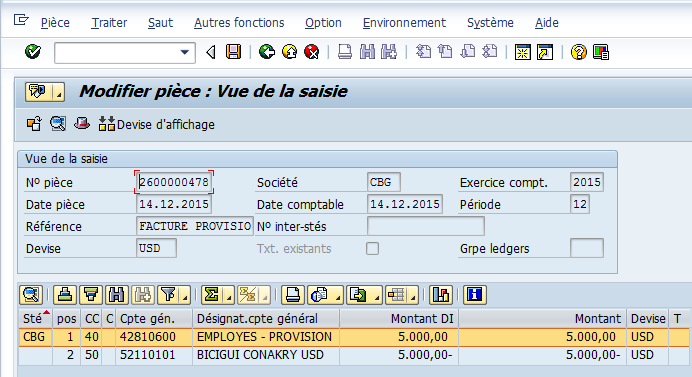 Pièce Traiter Saut Autres fonctions Option Environnement Système Aide
Modifier pièce : Vue de la saisie
Devise d'affichage
Vue de la saisie
Nº pièce 2600000478 Société CBG Exercice compt. 2015
Date pièce 14.12.2015 Date comptable 14.12.2015 Période 12
Référence FACTURE PROVISIO Nº inter-stés
Devise USD Txt. existants Grpe ledgers
Sté pos CC C Cpte gén. Désignat.cpte général Montant DI Montant Devise T
CBG 1 40 42810600 EMPLOYES - PROVISION 5.000,00 5.000,00 USD
2 50 52110101 BICIGUI CONAKRY USD 5.000,00- 5.000,00- USD